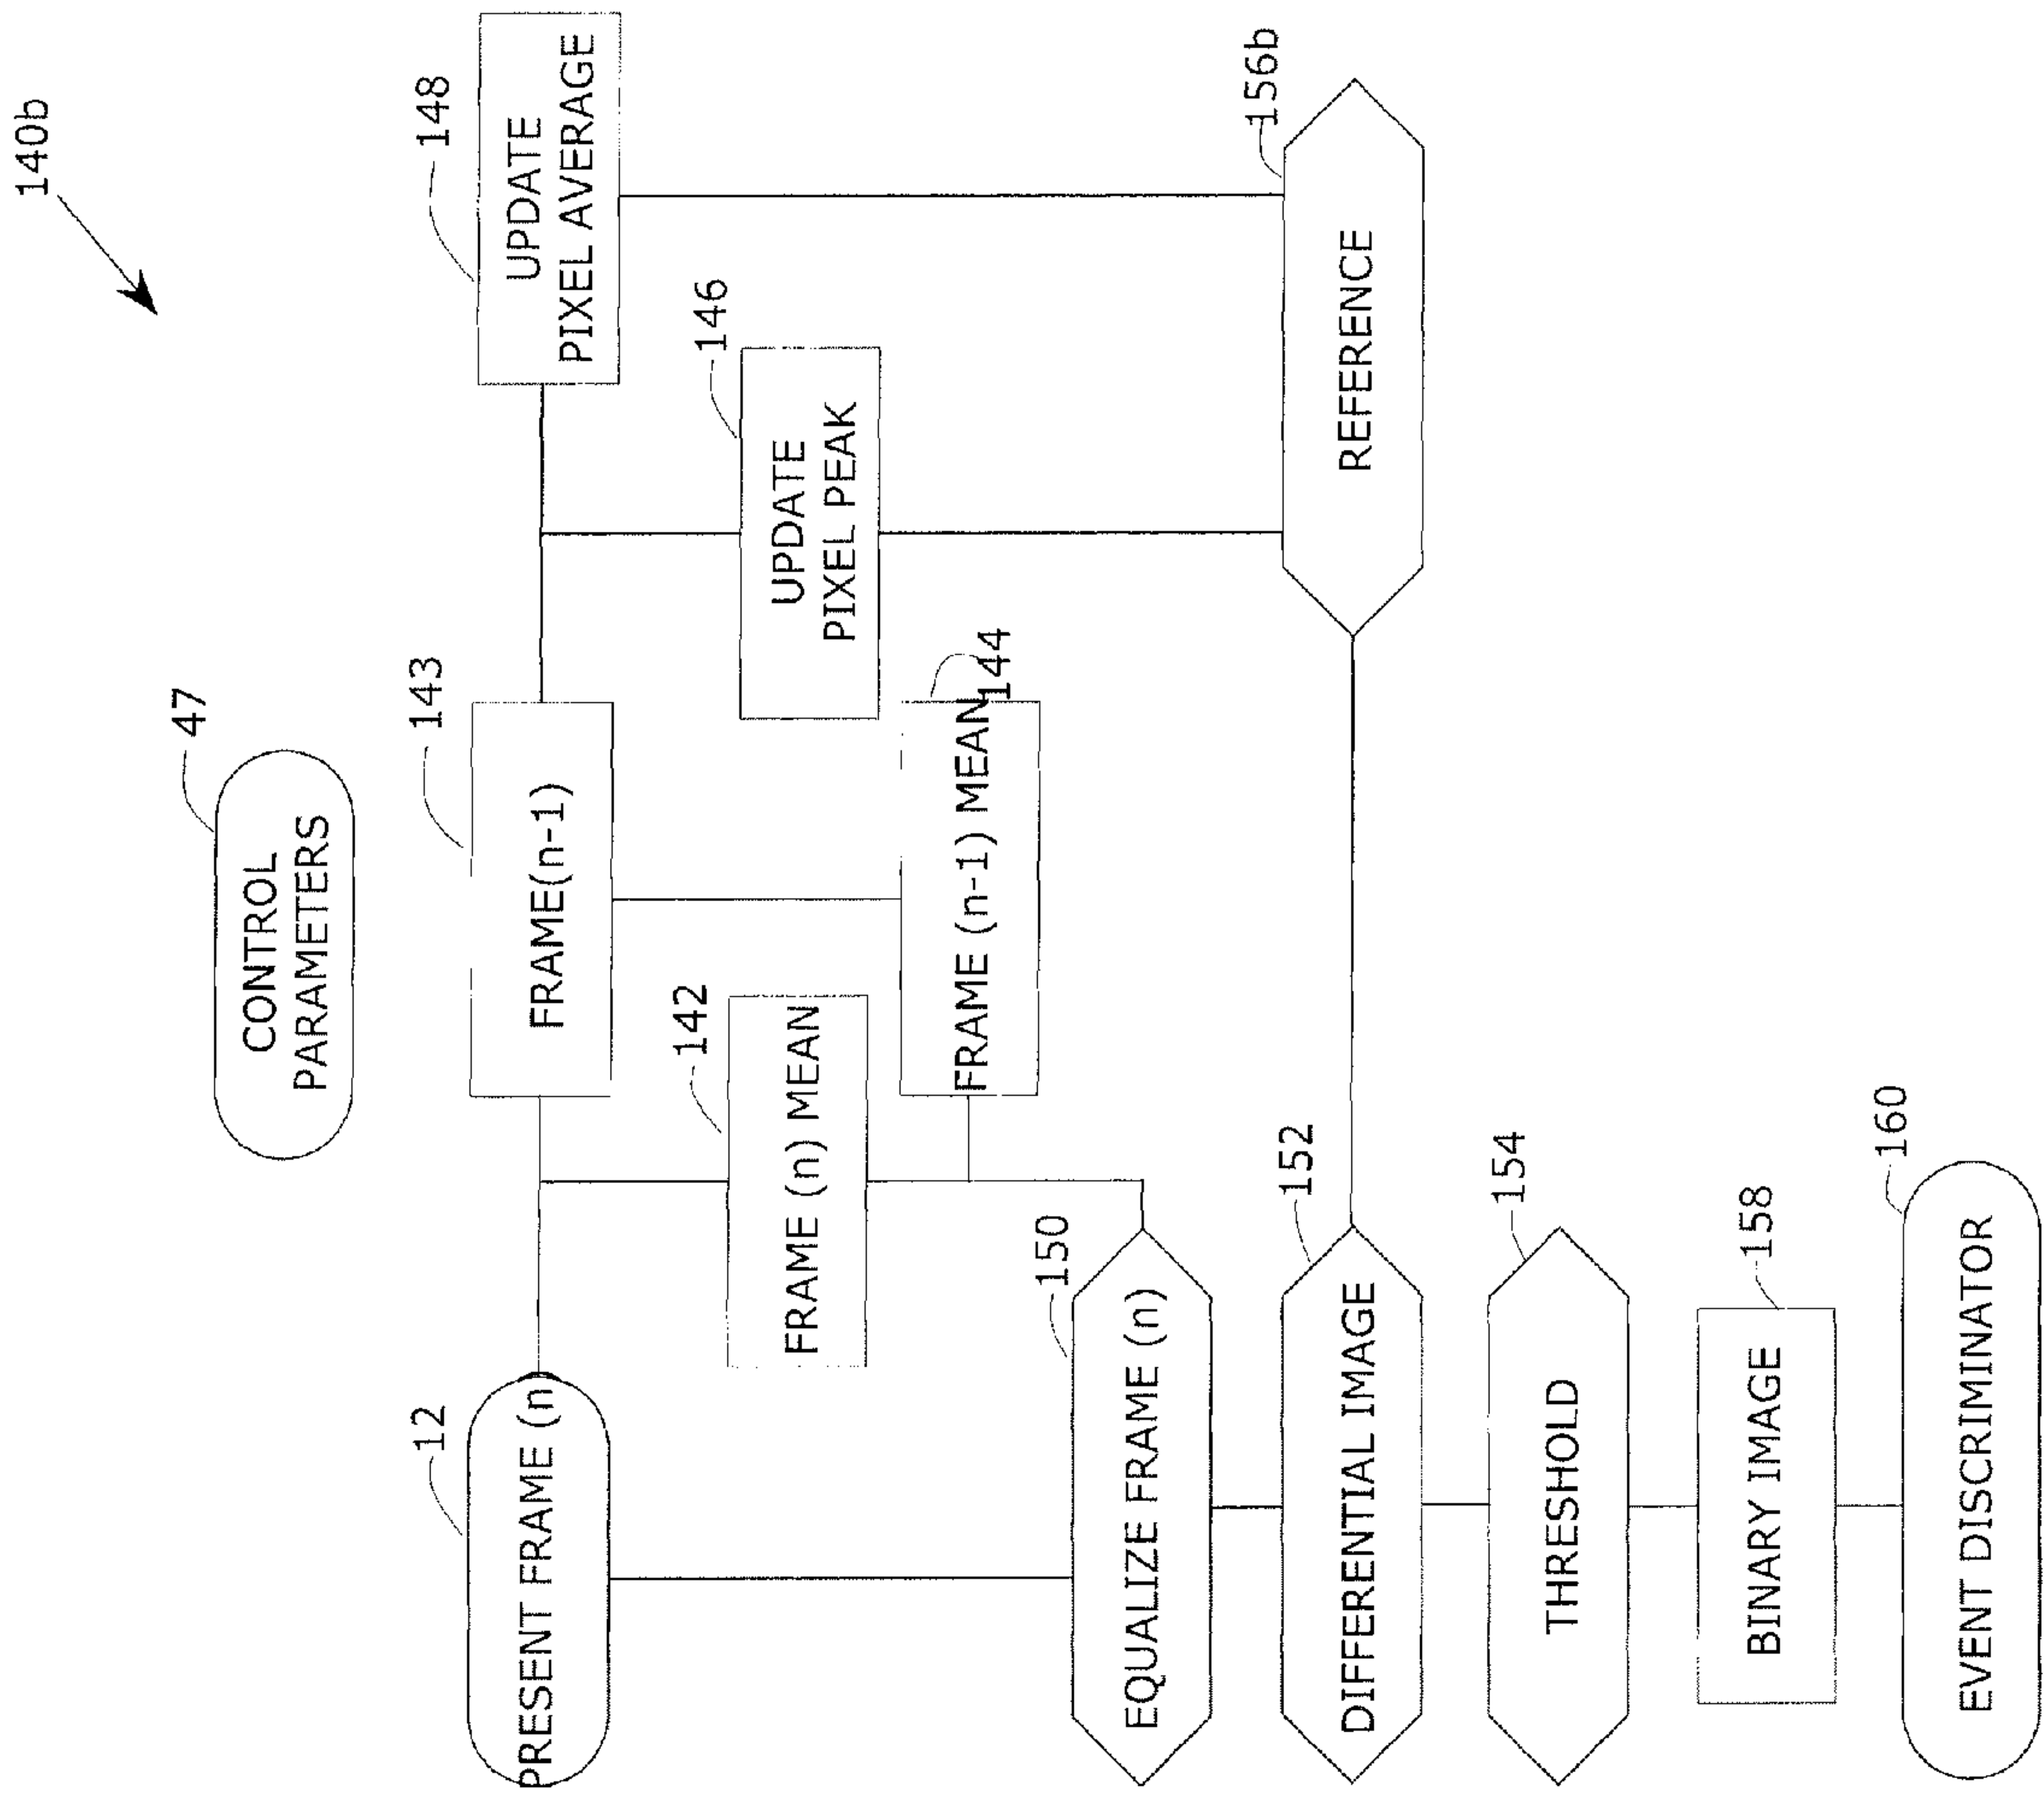 140b
47
CONTROL
PARAMETERS
12
PRESENT FRAME (n
143
FRAME(n-1)
148
UPDATE
PIXEL AVERAGE
142
FRAME (n) MEAN
146
UPDATE
PIXEL PEAK
144
FRAME (n-1) MEAN
150
EQUALIZE FRAME (n)
152
DIFFERENTIAL IMAGE
156b
REFERENCE
154
THRESHOLD
158
BINARY IMAGE
160
EVENT DISCRIMINATOR